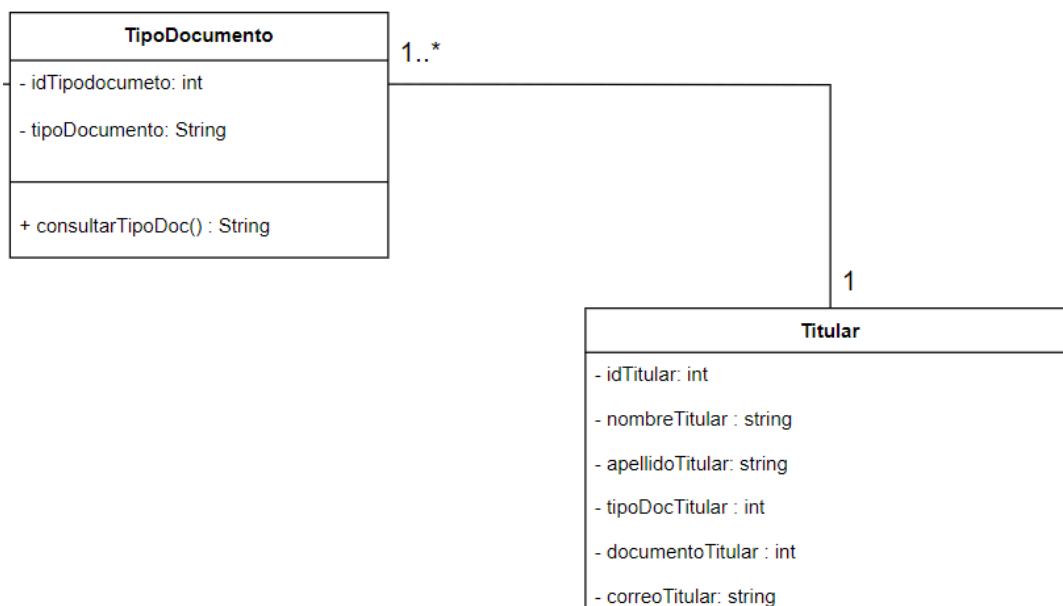 TipoDocumento
1..*
- idTipodocumeto: int
- tipoDocumento: String
+ consultarTipoDoc() : String
1
Titular
- idTitular: int
- nombreTitular : string
- apellidoTitular: string
- tipoDocTitular : int
- documentoTitular : int
- correoTitular: string